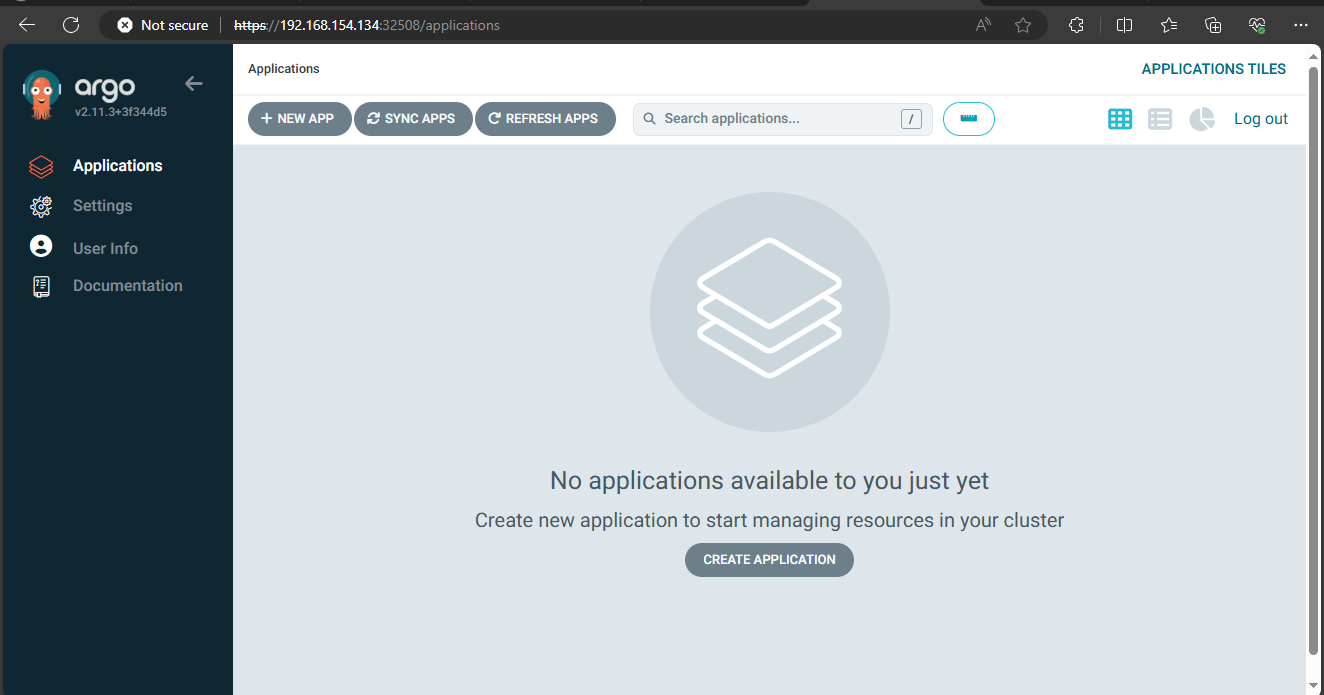 Not secure https://192.168.154.134:32508/applications
argo
v2.11.3+3f344d5
Applications
Settings
User Info
Documentation
Applications
APPLICATIONS TILES
+ NEW APP SYNC APPS REFRESH APPS Search applications... / Log out
No applications available to you just yet
Create new application to start managing resources in your cluster
CREATE APPLICATION